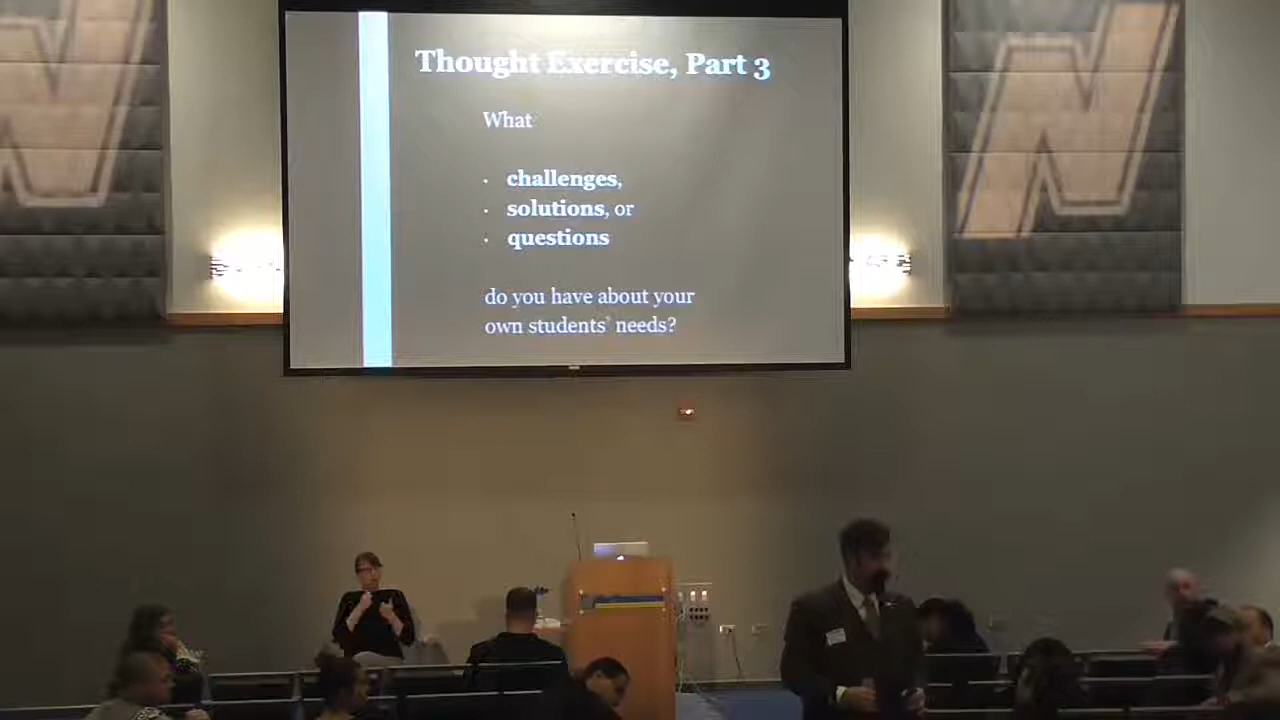 Thought Exercise, Part 3
What
· challenges,
· solutions, or
· questions
do you have about your
own students' needs?
N
N